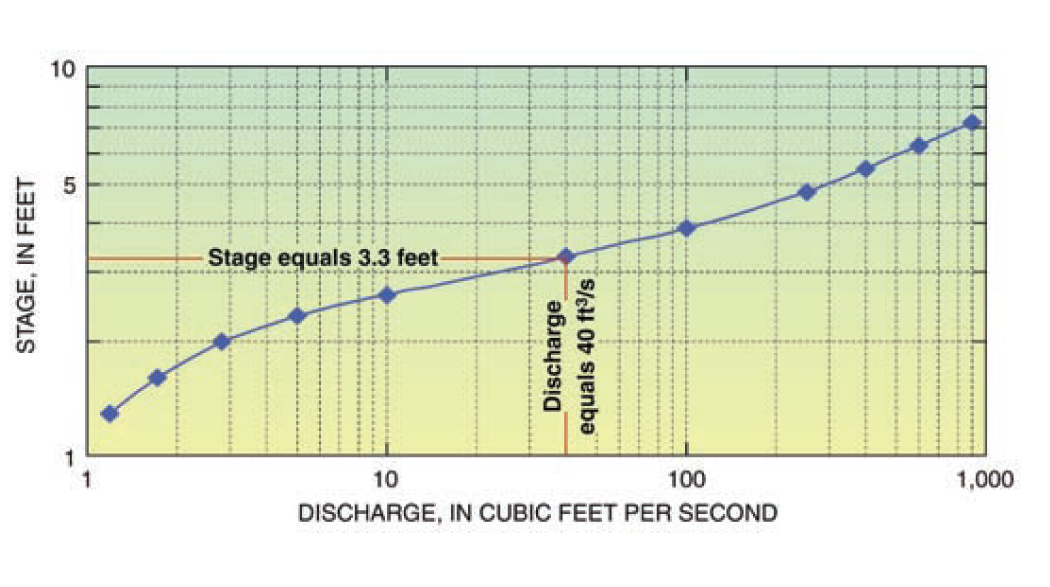 10
5
1
STAGE, IN FEET
Stage equals 3.3 feet
Discharge
equals 40 ft³/s
1
10
100
1,000
DISCHARGE, IN CUBIC FEET PER SECOND